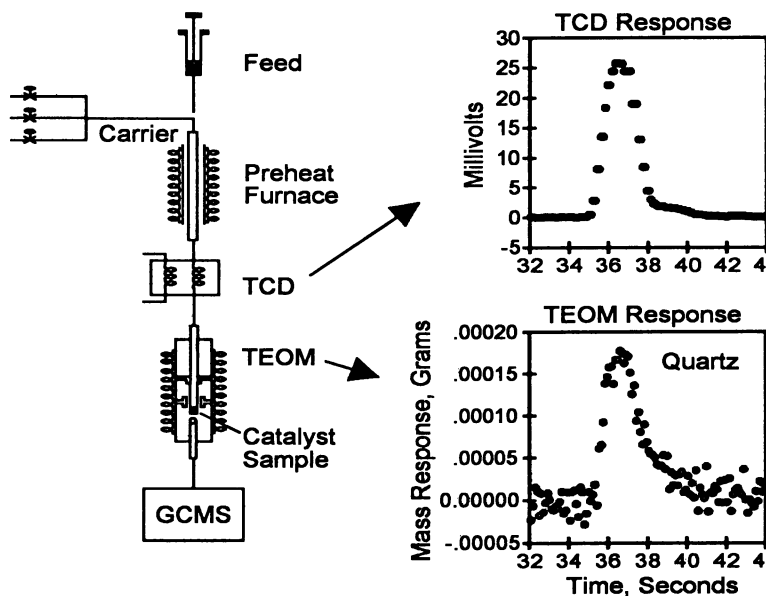 Feed
Carrier
Preheat
Furnace
TCD
TEOM
Catalyst
Sample
GCMS
TCD Response
Millivolts
30
25
20
15
10
5
0
-5
32 34 36 38 40 42 4
TEOM Response
Quartz
Mass Response, Grams
.00020
.00015
.00010
.00005
0.00000
-.00005
32 34 36 38 40 42 4
Time, Seconds